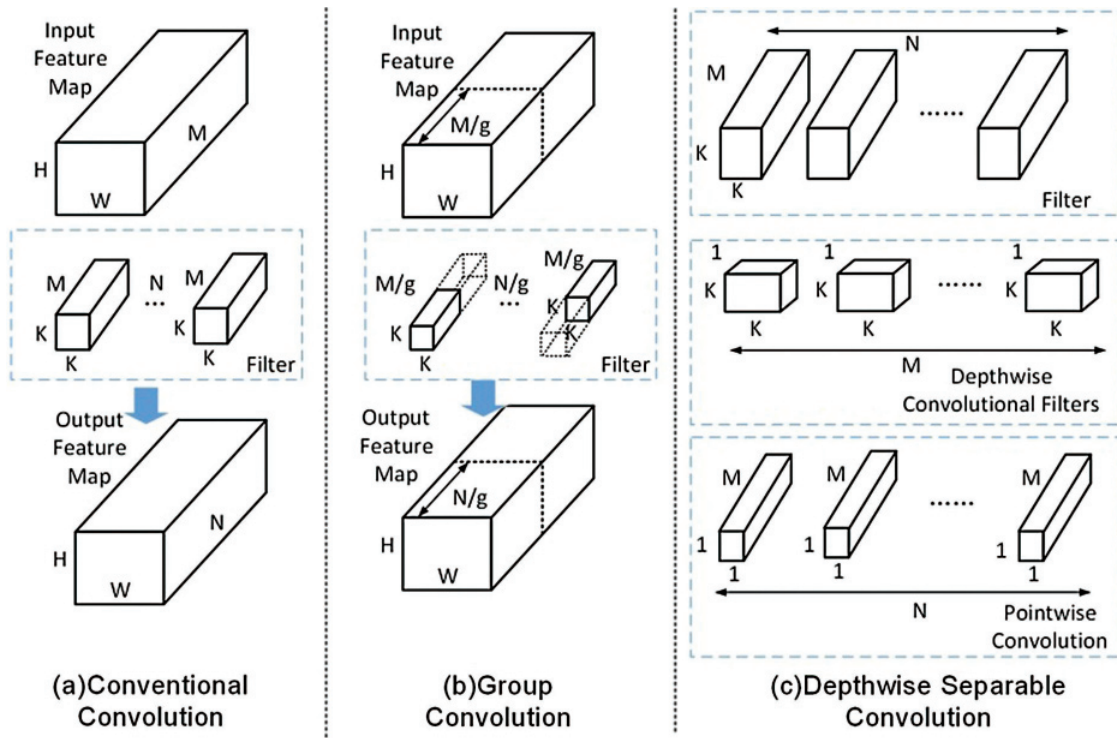 Input
Feature
Map
M
H
W
M
N
M
K
K
K
K
Filter
Output
Feature
Map
N
H
W
(a)Conventional
Convolution
Input
Feature
Map
M/g
H
W
M/g
N/g
M/g
K
K
K
K
Filter
Output
Feature
Map
N/g
H
W
(b)Group
Convolution
N
M
......
K
K
Filter
1
1
1
K
K
......
K
K
K
K
M
Depthwise
Convolutional Filters
M
M
M
......
1
1
1
1
1
1
N
Pointwise
Convolution
(c)Depthwise Separable
Convolution